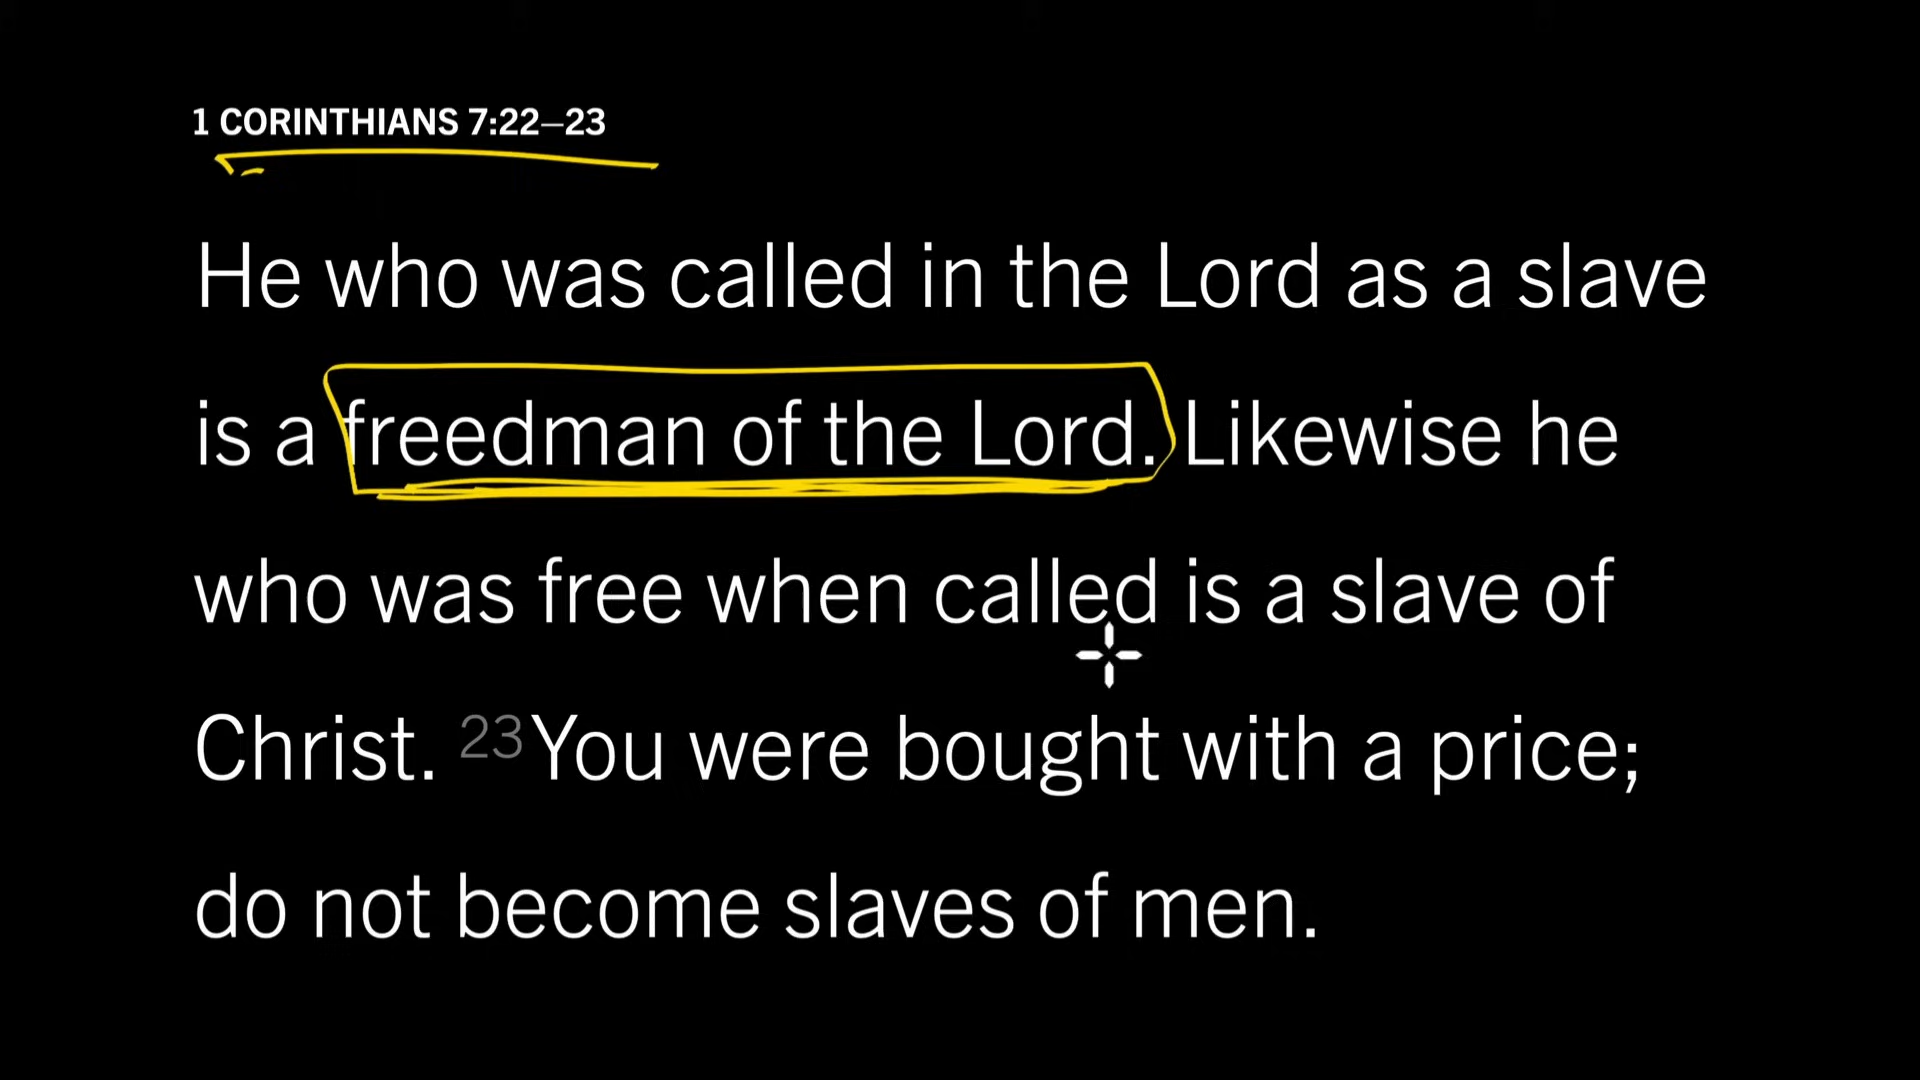 1 CORINTHIANS 7:22–23
He who was called in the Lord as a slave
is a freedman of the Lord. Likewise he
who was free when called is a slave of
Christ. 23 You were bought with a price;
do not become slaves of men.